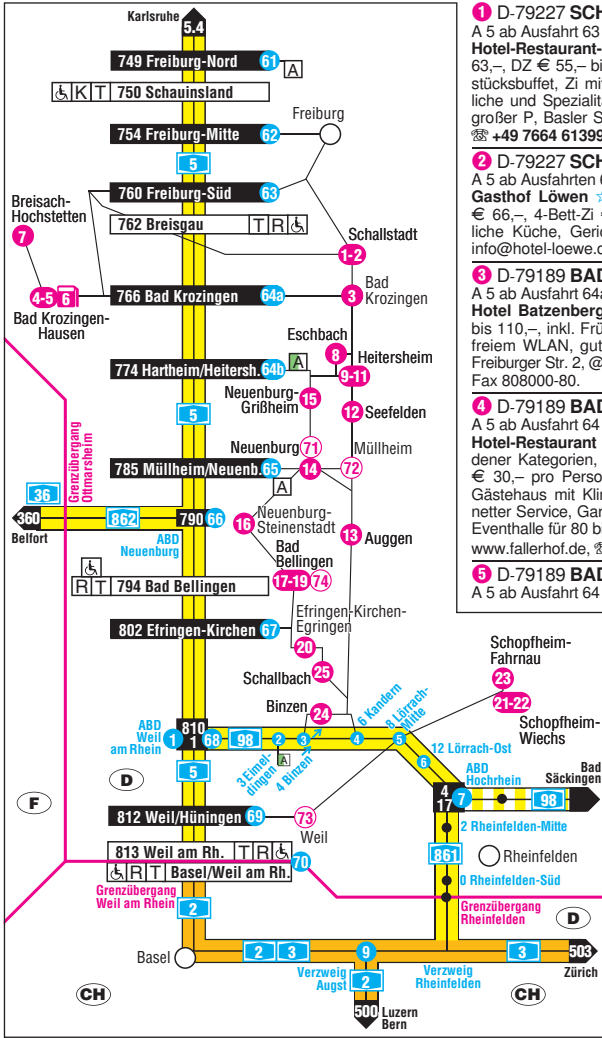 Karlsruhe
5.4
749 Freiburg-Nord 61
A
♿ K T 750 Schauinsland
Freiburg
754 Freiburg-Mitte 62
5
760 Freiburg-Süd 63
Breisach-
Hochstetten
7
762 Breisgau T R ♿
Schallstadt
1-2
4-5 6
766 Bad Krozingen 64a
3
Bad
Krozingen
Bad Krozingen-
Hausen
Eschbach
8
774 Hartheim/Heitersh. 64b
A
Heitersheim
9-11
Neuenburg-
Grißheim
15
5
12 Seefelden
Neuenburg 71
Müllheim
785 Müllheim/Neuenb. 65
14
72
A
Grenzübergang
Ottmarsheim
36
360
862
790 66
Belfort
ABD
Neuenburg
16
Neuenburg-
Steinenstadt
13 Auggen
Bad
Bellingen
17-19 74
♿
R T 794 Bad Bellingen
Efringen-Kirchen-
Egringen
802 Efringen-Kirchen 67
20
25
Schallbach
Schopfheim-
Fahrnau
23
21-22
Schopfheim-
Wiechs
Binzen
24
6 Kandern
8 Lörrach-
Mitte
ABD
Weil
am Rhein
1
810
1
68
98
2
3
4
5
6
3 Eimel-
dingen
A
4 Binzen
12 Lörrach-Ost
ABD
Hochrhein
Bad
Säckingen
5
D
F
4
17
7
98
812 Weil/Hüningen 69
73
Weil
2 Rheinfelden-Mitte
813 Weil am Rh. T R ♿
♿ R T Basel/Weil am Rh.
70
861
Rheinfelden
0 Rheinfelden-Süd
Grenzübergang
Weil am Rhein
2
Grenzübergang
Rheinfelden
D
Basel
2 3
9
3
503
Verzweig
Augst
2
Verzweig
Rheinfelden
Zürich
CH
CH
500
Luzern
Bern
1 D-79227 SCH
A 5 ab Ausfahrt 63
Hotel-Restaurant-
63,–, DZ € 55,– bi
stücksbuffet, Zi mi
liche und Spezialit
großer P, Basler S
☎ +49 7664 61399
2 D-79227 SCH
A 5 ab Ausfahrten 6
Gasthof Löwen
€ 66,–, 4-Bett-Zi
liche Küche, Geric
info@hotel-loewe.c
3 D-79189 BAD
A 5 ab Ausfahrt 64a
Hotel Batzenberg
bis 110,–, inkl. Frü
freiem WLAN, gut
Freiburger Str. 2, @
Fax 808000-80.
4 D-79189 BAD
A 5 ab Ausfahrt 64
Hotel-Restaurant
dener Kategorien,
€ 30,– pro Perso
Gästehaus mit Klim
netter Service, Gar
Eventhalle für 80 b
www.fallerhof.de, ☎
5 D-79189 BAD
A 5 ab Ausfahrt 64